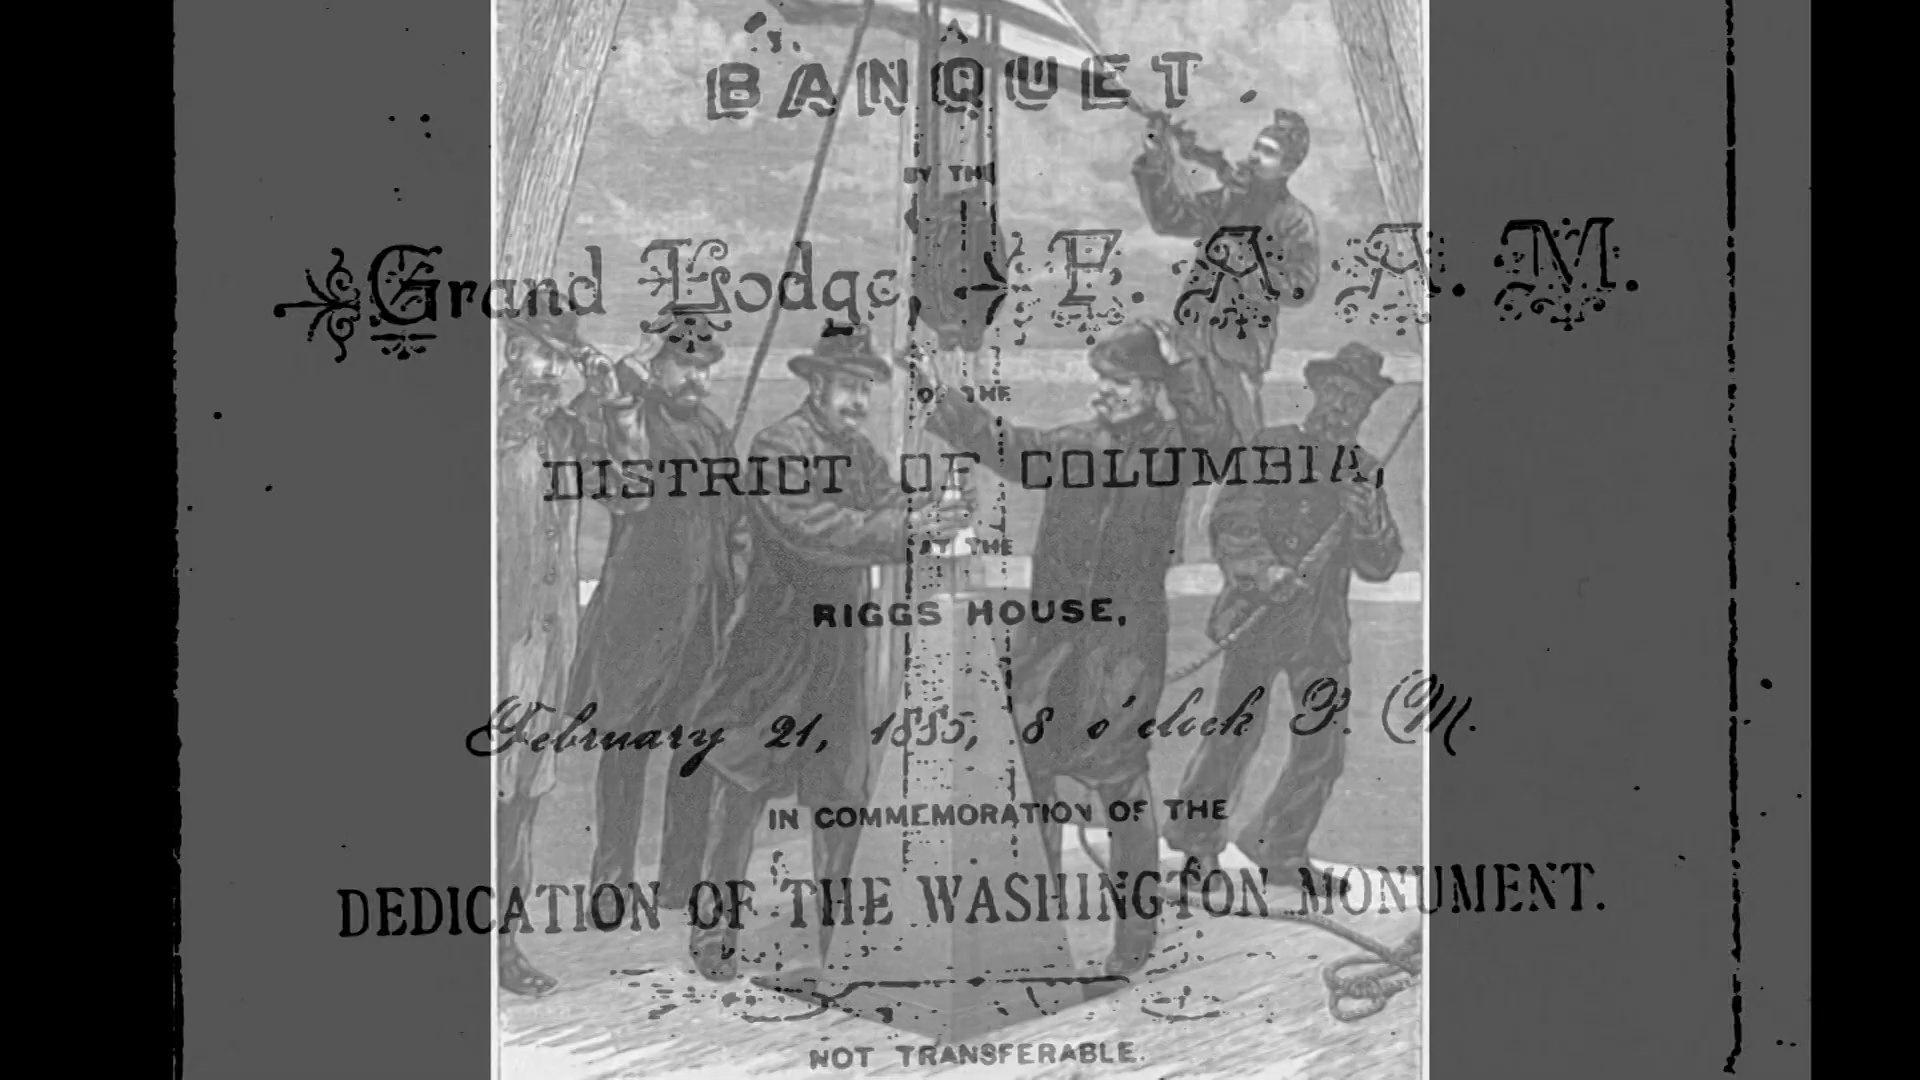 BANQUET
BY THE
Grand Lodge, F. A. A. M.
OF THE
DISTRICT OF COLUMBIA,
AT THE
RIGGS HOUSE,
February 21, 1885, 8 o'clock P. M.
IN COMMEMORATION OF THE
DEDICATION OF THE WASHINGTON MONUMENT.
NOT TRANSFERABLE.